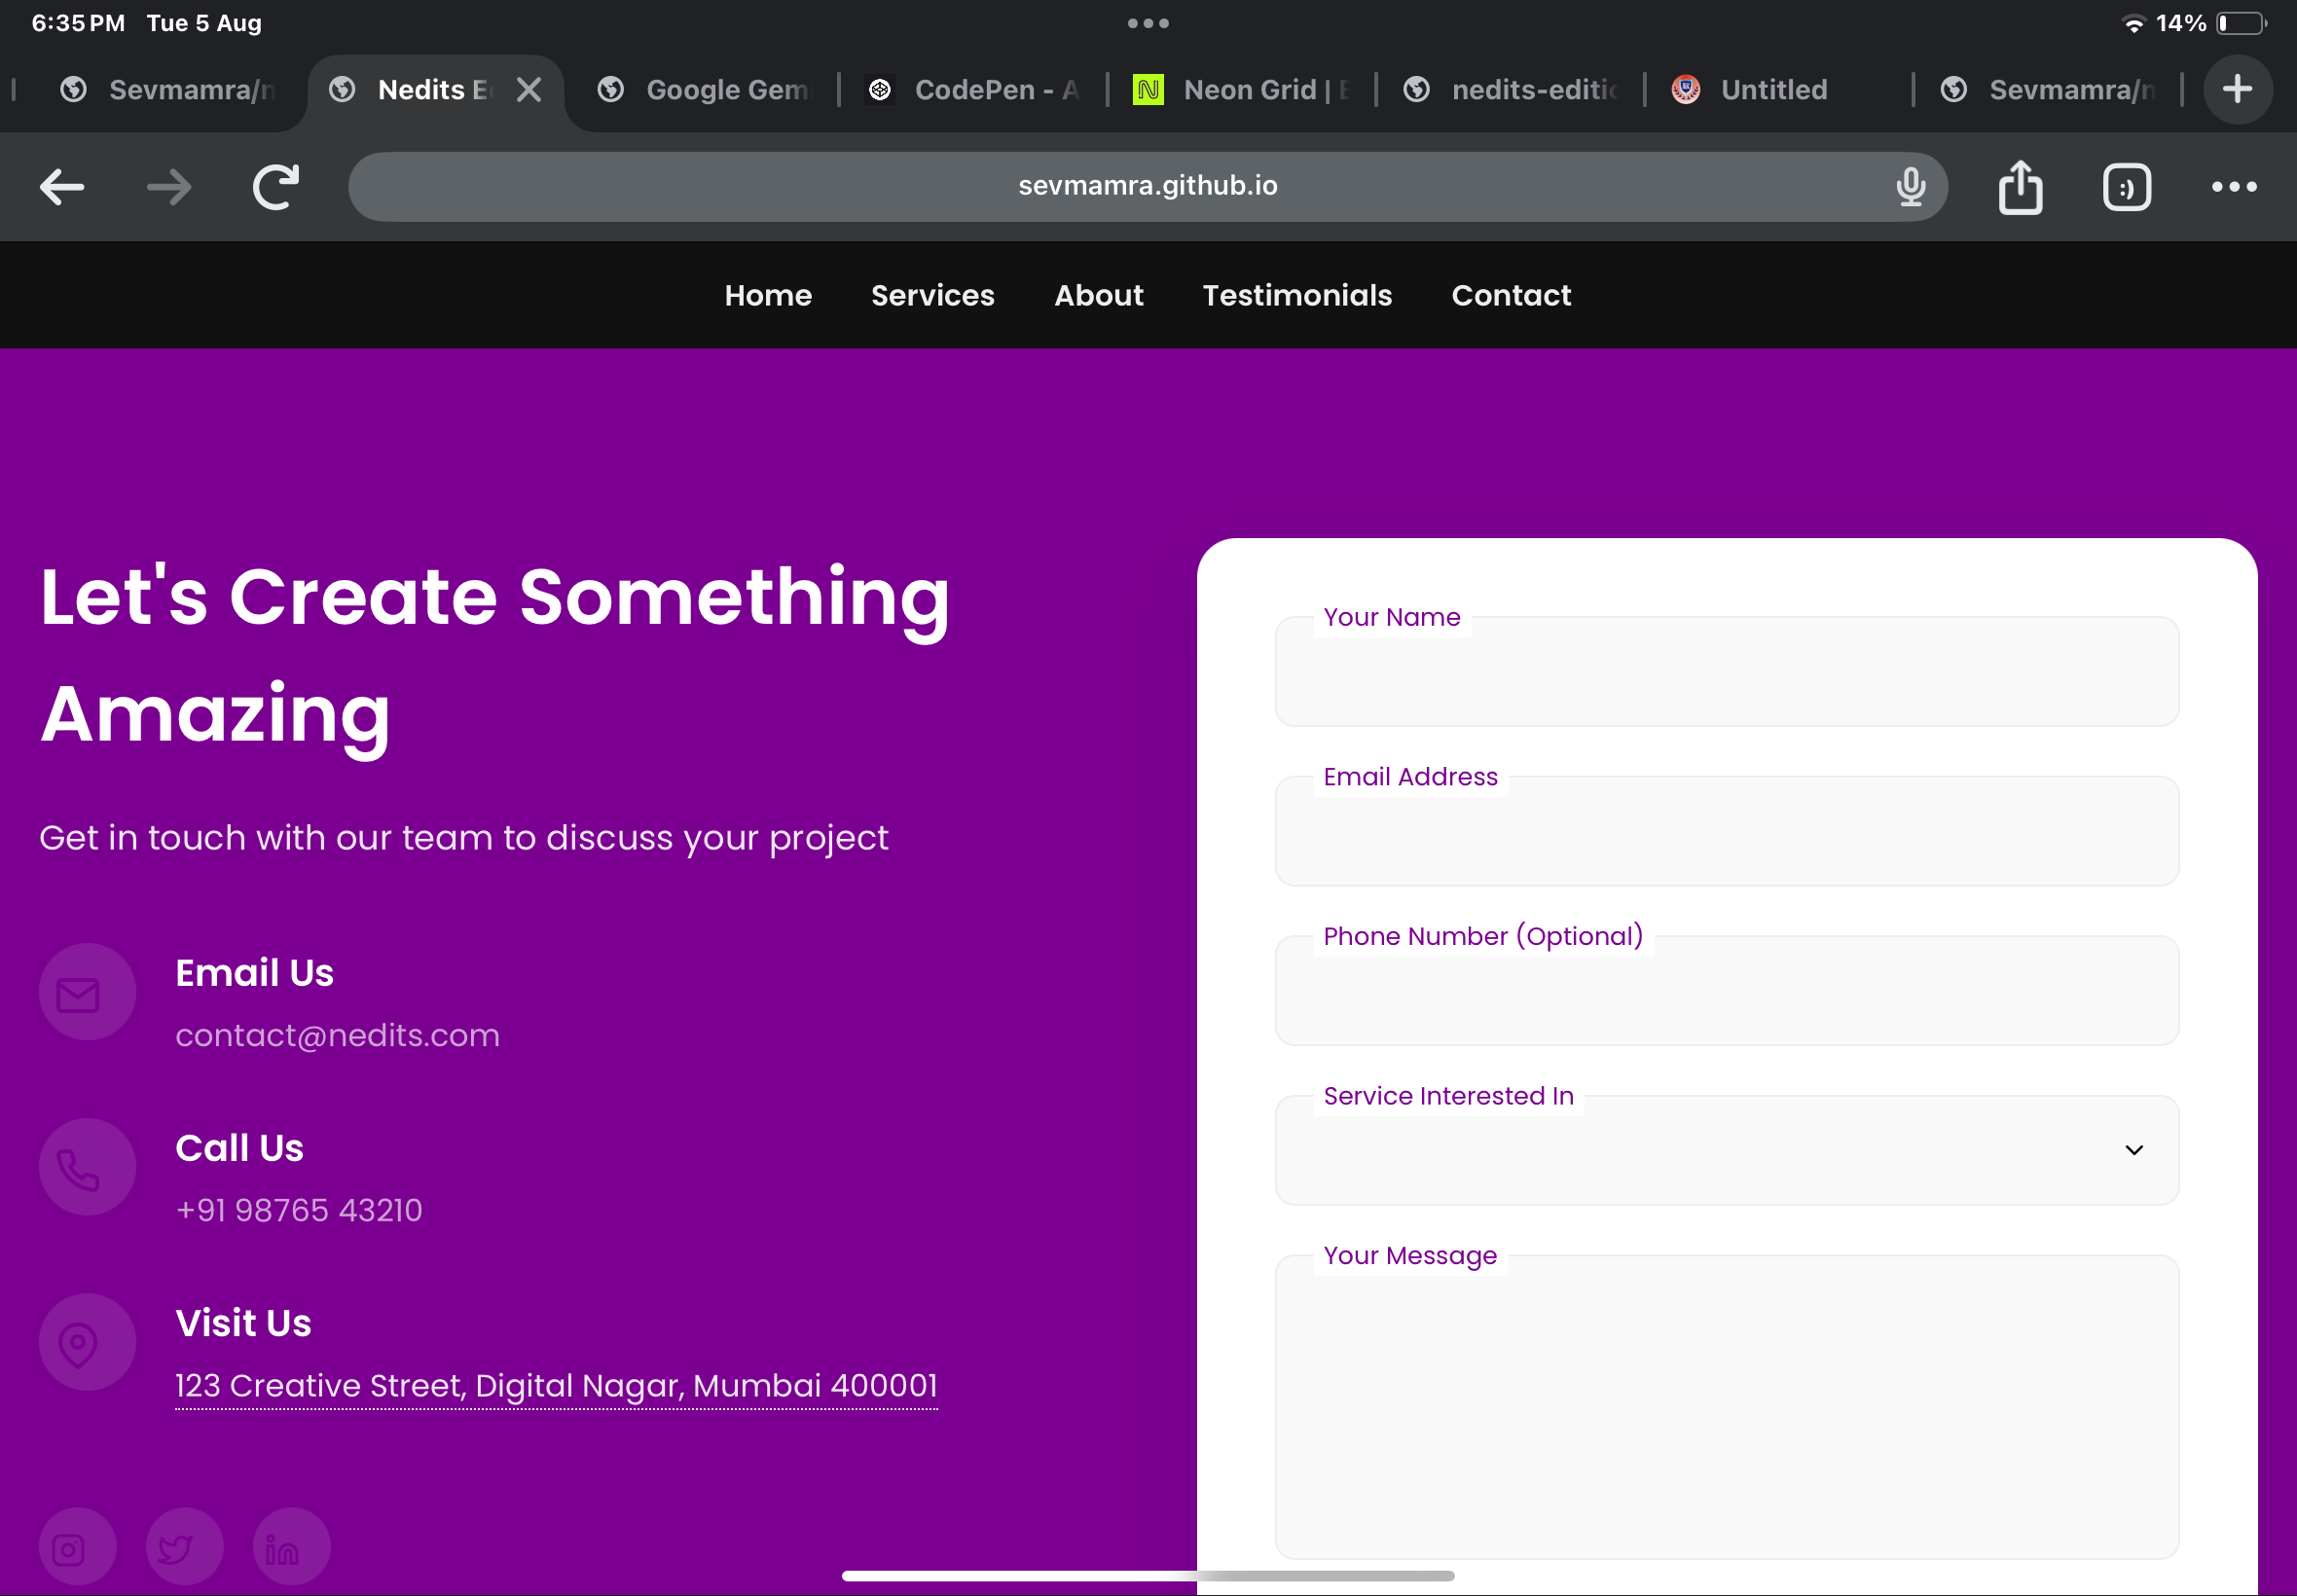 6:35 PM Tue 5 Aug
14%
Sevmamra/n
Nedits E
Google Gem
CodePen - A
Neon Grid | E
nedits-editio
Untitled
Sevmamra/n
sevmamra.github.io
:)
Home Services About Testimonials Contact
Let's Create Something
Amazing
Get in touch with our team to discuss your project
Email Us
contact@nedits.com
Call Us
+91 98765 43210
Visit Us
123 Creative Street, Digital Nagar, Mumbai 400001
Your Name
Email Address
Phone Number (Optional)
Service Interested In
Your Message